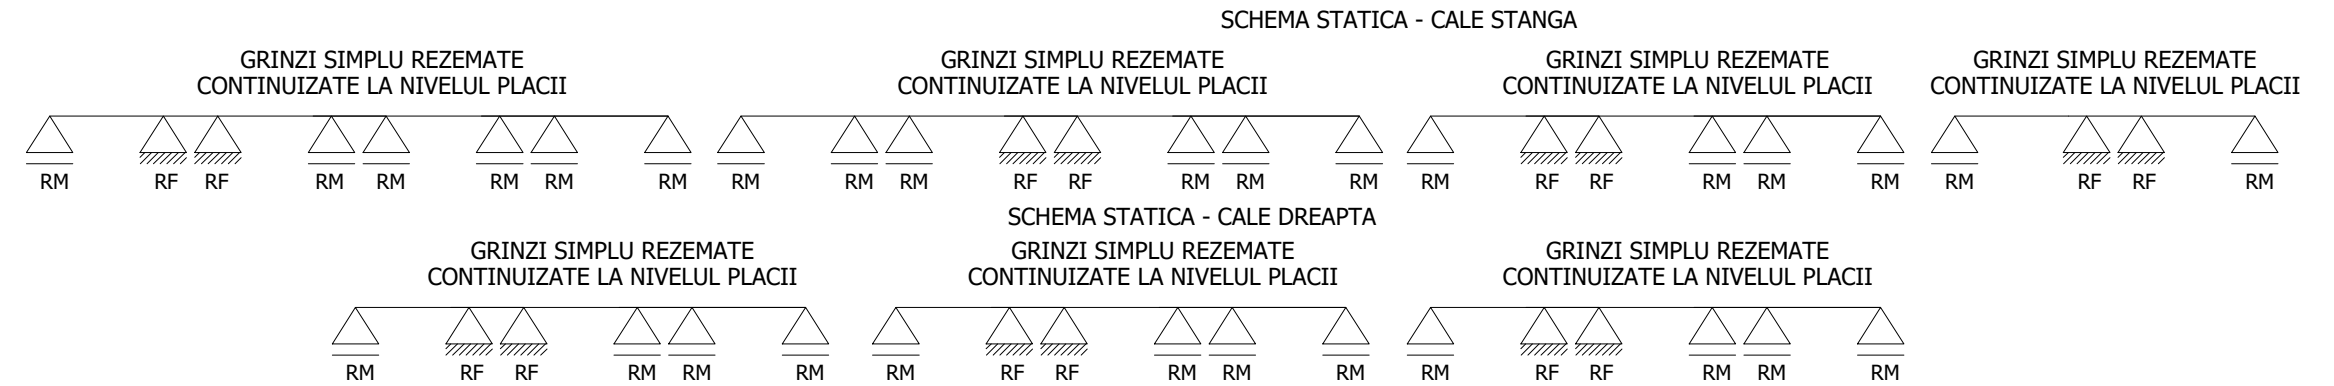 SCHEMA STATICA - CALE STANGA
GRINZI SIMPLU REZEMATE
CONTINUIZATE LA NIVELUL PLACII
GRINZI SIMPLU REZEMATE
CONTINUIZATE LA NIVELUL PLACII
GRINZI SIMPLU REZEMATE
CONTINUIZATE LA NIVELUL PLACII
GRINZI SIMPLU REZEMATE
CONTINUIZATE LA NIVELUL PLACII
RM RF RF RM RM RM RM RM RM RM RM RF RF RM RM RM RM RF RF RM RM RM RM RF RF RM
SCHEMA STATICA - CALE DREAPTA
GRINZI SIMPLU REZEMATE
CONTINUIZATE LA NIVELUL PLACII
GRINZI SIMPLU REZEMATE
CONTINUIZATE LA NIVELUL PLACII
GRINZI SIMPLU REZEMATE
CONTINUIZATE LA NIVELUL PLACII
RM RF RF RM RM RM RM RF RF RM RM RM RM RF RF RM RM RM